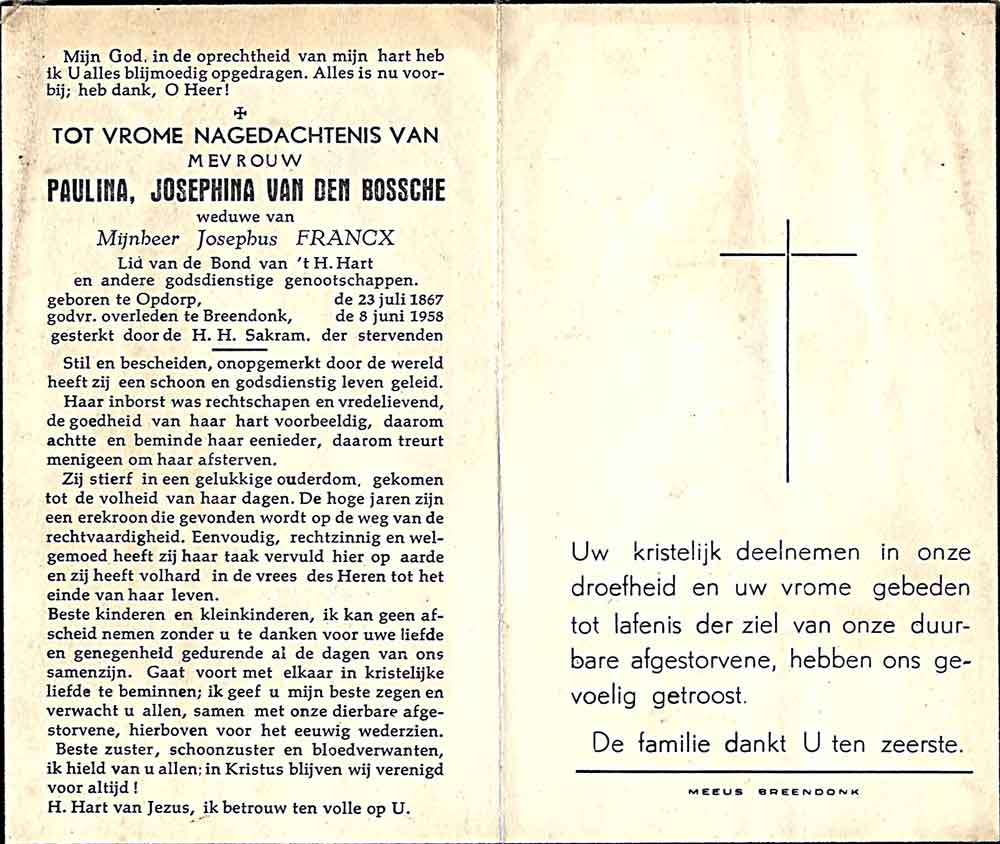 Mijn God, in de oprechtheid van mijn hart heb
ik U alles blijmoedig opgedragen. Alles is nu voor-
bij; heb dank, O Heer!
✠
TOT VROME NAGEDACHTENIS VAN
MEVROUW
PAULINA, JOSEPHINA VAN DEN BOSSCHE
weduwe van
Mijnheer Josephus FRANCX
Lid van de Bond van 't H. Hart
en andere godsdienstige genootschappen.
geboren te Opdorp, de 23 juli 1867
godvr. overleden te Breendonk, de 8 juni 1958
gesterkt door de H. H. Sakram. der stervenden
Stil en bescheiden, onopgemerkt door de wereld
heeft zij een schoon en godsdienstig leven geleid.
Haar inborst was rechtschapen en vredelievend,
de goedheid van haar hart voorbeeldig, daarom
achtte en beminde haar eenieder, daarom treurt
menigeen om haar afsterven.
Zij stierf in een gelukkige ouderdom, gekomen
tot de volheid van haar dagen. De hoge jaren zijn
een erekroon die gevonden wordt op de weg van de
rechtvaardigheid. Eenvoudig, rechtzinnig en wel-
gemoed heeft zij haar taak vervuld hier op aarde
en zij heeft volhard in de vrees des Heren tot het
einde van haar leven.
Beste kinderen en kleinkinderen, ik kan geen af-
scheid nemen zonder u te danken voor uwe liefde
en genegenheid gedurende al de dagen van ons
samenzijn. Gaat voort met elkaar in kristelijke
liefde te beminnen; ik geef u mijn beste zegen en
verwacht u allen, samen met onze dierbare afge-
storvene, hierboven voor het eeuwig wederzien.
Beste zuster, schoonzuster en bloedverwanten,
ik hield van u allen; in Kristus blijven wij verenigd
voor altijd!
H. Hart van Jezus, ik betrouw ten volle op U.
Uw kristelijk deelnemen in onze
droefheid en uw vrome gebeden
tot lafenis der ziel van onze duur-
bare afgestorvene, hebben ons ge-
voelig getroost.
De familie dankt U ten zeerste.
MEEUS BREENDONK